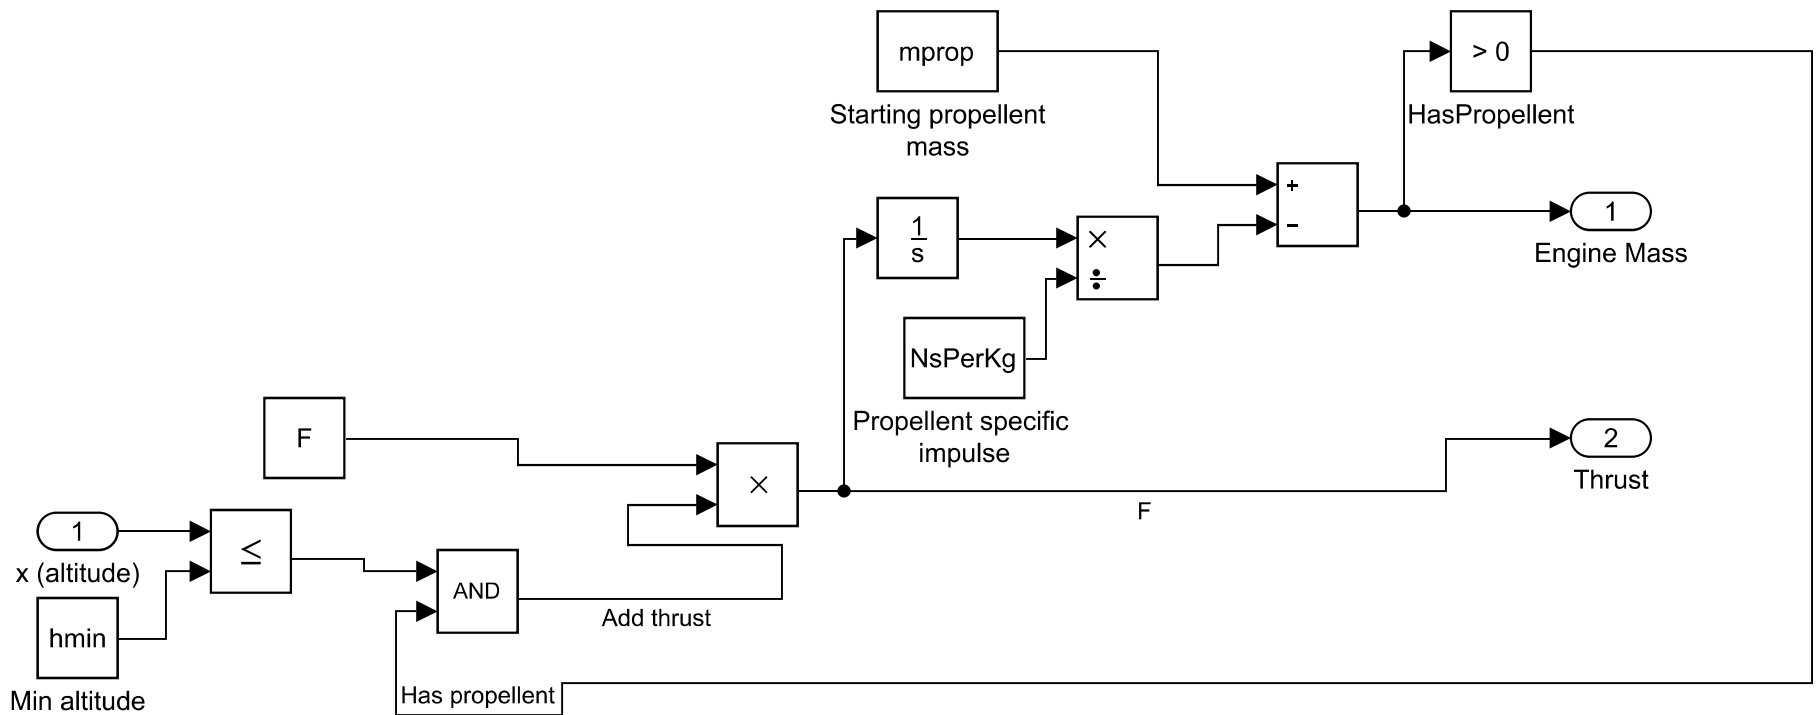 mprop
Starting propellent
mass
> 0
HasPropellent
+
−
1
Engine Mass
1
s
×
÷
NsPerKg
Propellent specific
impulse
F
×
2
Thrust
F
1
x (altitude)
≤
hmin
Min altitude
AND
Add thrust
Has propellent